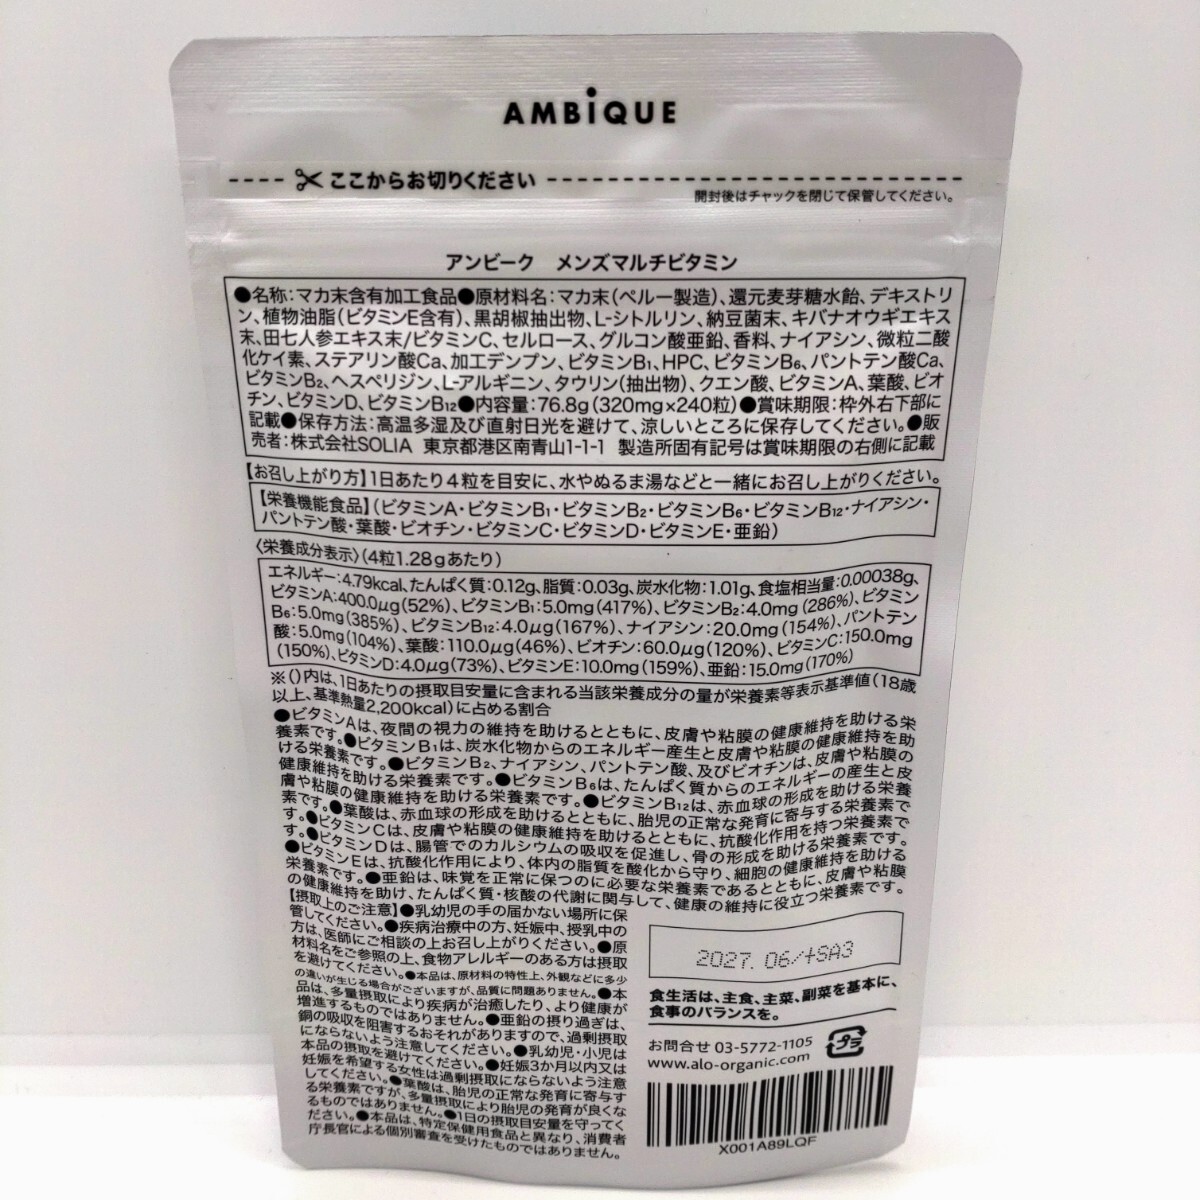 AMBiQUE
ここからお切りください
開封後はチャックを閉じて保管してください。
アンビーク　メンズマルチビタミン
●名称：マカ末含有加工食品●原材料名：マカ末（ペルー製造）、還元麦芽糖水飴、デキストリ
ン、植物油脂（ビタミンE含有）、黒胡椒抽出物、L-シトルリン、納豆菌末、キバナオウギエキス
末、田七人参エキス末/ビタミンC、セルロース、グルコン酸亜鉛、香料、ナイアシン、微粒二酸
化ケイ素、ステアリン酸Ca、加工デンプン、ビタミンB1、HPC、ビタミンB6、パントテン酸Ca、
ビタミンB2、ヘスペリジン、L-アルギニン、タウリン（抽出物）、クエン酸、ビタミンA、葉酸、ビオ
チン、ビタミンD、ビタミンB12●内容量：76.8g（320mg×240粒）●賞味期限：枠外右下部に
記載●保存方法：高温多湿及び直射日光を避けて、涼しいところに保存してください。●販
売者：株式会社SOLIA 東京都港区南青山1-1-1 製造所固有記号は賞味期限の右側に記載
【お召し上がり方】1日あたり4粒を目安に、水やぬるま湯などと一緒にお召し上がりください。
【栄養機能食品】（ビタミンA・ビタミンB1・ビタミンB2・ビタミンB6・ビタミンB12・ナイアシン・
パントテン酸・葉酸・ビオチン・ビタミンC・ビタミンD・ビタミンE・亜鉛）
〈栄養成分表示〉（4粒1.28gあたり）
エネルギー：4.79kcal、たんぱく質：0.12g、脂質：0.03g、炭水化物：1.01g、食塩相当量：0.00038g、
ビタミンA：400.0μg（52%）、ビタミンB1：5.0mg（417%）、ビタミンB2：4.0mg（286%）、ビタミン
B6：5.0mg（385%）、ビタミンB12：4.0μg（167%）、ナイアシン：20.0mg（154%）、パントテン
酸：5.0mg（104%）、葉酸：110.0μg（46%）、ビオチン：60.0μg（120%）、ビタミンC：150.0mg
（150%）、ビタミンD：4.0μg（73%）、ビタミンE：10.0mg（159%）、亜鉛：15.0mg（170%）
※（）内は、1日あたりの摂取目安量に含まれる当該栄養成分の量が栄養素等表示基準値（18歳
以上、基準熱量2,200kcal）に占める割合
●ビタミンAは、夜間の視力の維持を助けるとともに、皮膚や粘膜の健康維持を助ける栄
養素です。●ビタミンB1は、炭水化物からのエネルギー産生と皮膚や粘膜の健康維持を助
ける栄養素です。●ビタミンB2、ナイアシン、パントテン酸、及びビオチンは、皮膚や粘膜の
健康維持を助ける栄養素です。●ビタミンB6は、たんぱく質からのエネルギーの産生と皮
膚や粘膜の健康維持を助ける栄養素です。●ビタミンB12は、赤血球の形成を助ける栄養
素です。●葉酸は、赤血球の形成を助けるとともに、胎児の正常な発育に寄与する栄養素で
す。●ビタミンCは、皮膚や粘膜の健康維持を助けるとともに、抗酸化作用を持つ栄養素で
す。●ビタミンDは、腸管でのカルシウムの吸収を促進し、骨の形成を助ける栄養素です。
●ビタミンEは、抗酸化作用により、体内の脂質を酸化から守り、細胞の健康維持を助ける
栄養素です。●亜鉛は、味覚を正常に保つのに必要な栄養素であるとともに、皮膚や粘膜
の健康維持を助け、たんぱく質・核酸の代謝に関与して、健康の維持に役立つ栄養素です。
【摂取上のご注意】●乳幼児の手の届かない場所に保
管してください。●疾病治療中の方、妊娠中、授乳中の
方は、医師にご相談の上お召し上がりください。●原
材料名をご参照の上、食物アレルギーのある方は摂取
を避けてください。●本品は、原材料の特性上、外観などに多少
の違いが生じる場合がございますが、品質に問題ありません。●本
品は、多量摂取により疾病が治癒したり、より健康が
増進するものではありません。●亜鉛の摂り過ぎは、
銅の吸収を阻害するおそれがありますので、過剰摂取
にならないよう注意してください。●乳幼児・小児は
本品の摂取を避けてください。●妊娠3か月以内又は
妊娠を希望する女性は過剰摂取にならないよう注意
してください。●葉酸は、胎児の正常な発育に寄与す
る栄養素ですが、多量摂取により胎児の発育が良くな
るものではありません。●1日の摂取目安量を守ってく
ださい。●本品は、特定保健用食品と異なり、消費者
庁長官による個別審査を受けたものではありません。
2027. 06/+SA3
食生活は、主食、主菜、副菜を基本に、
食事のバランスを。
お問合せ 03-5772-1105
www.alo-organic.com
プラ
X001A89LQF